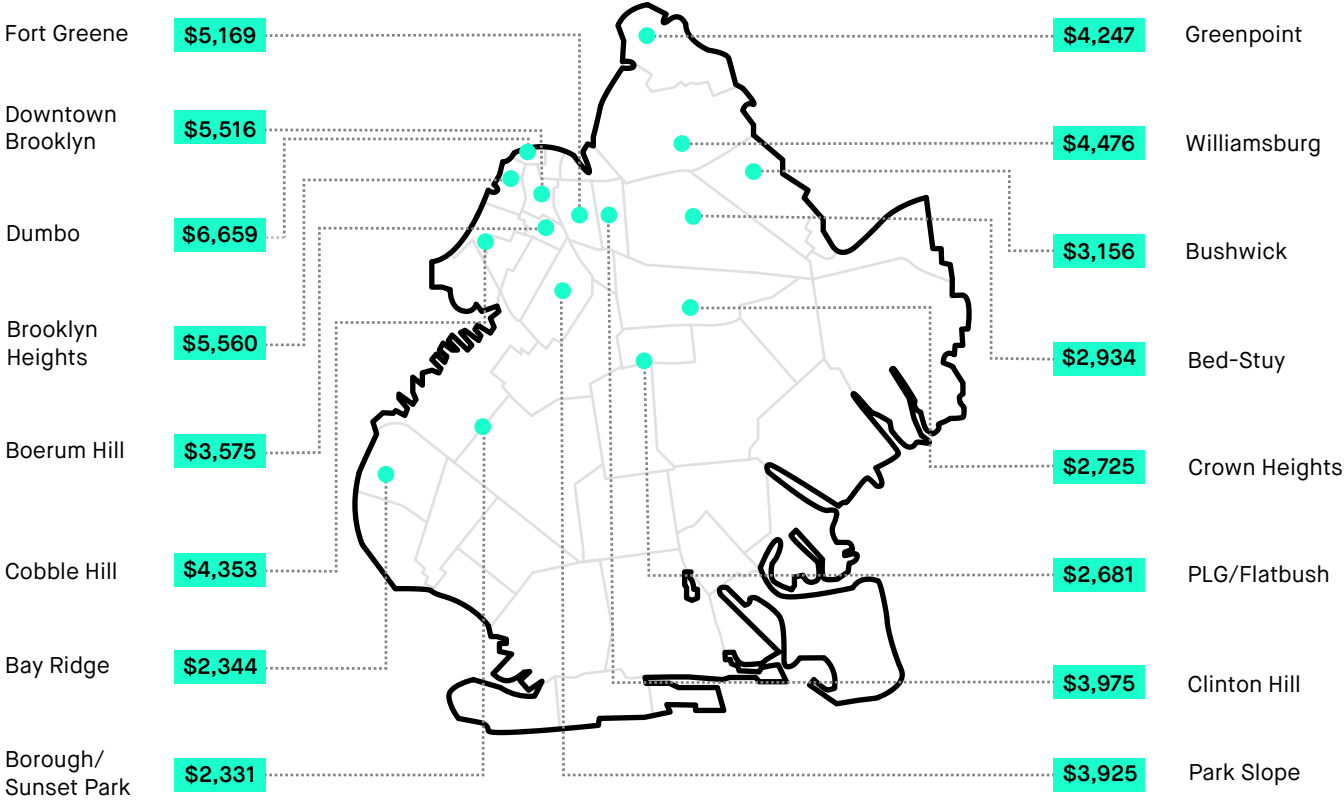 Fort Greene $5,169
Downtown
Brooklyn
$5,516
Dumbo $6,659
Brooklyn
Heights
$5,560
Boerum Hill $3,575
Cobble Hill $4,353
Bay Ridge $2,344
Borough/
Sunset Park
$2,331
$4,247 Greenpoint
$4,476 Williamsburg
$3,156 Bushwick
$2,934 Bed-Stuy
$2,725 Crown Heights
$2,681 PLG/Flatbush
$3,975 Clinton Hill
$3,925 Park Slope